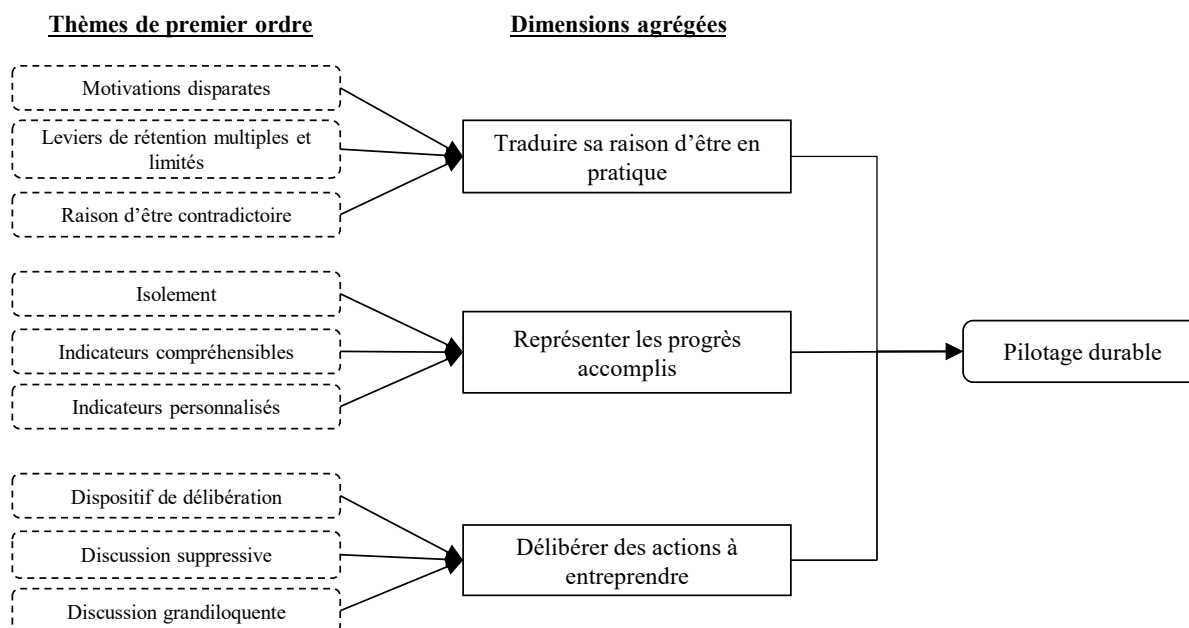 Thèmes de premier ordre
Dimensions agrégées
Motivations disparates
Leviers de rétention multiples et
limités
Raison d’être contradictoire
Traduire sa raison d’être en
pratique
Isolement
Indicateurs compréhensibles
Indicateurs personnalisés
Représenter les progrès
accomplis
Pilotage durable
Dispositif de délibération
Discussion suppressive
Discussion grandiloquente
Délibérer des actions à
entreprendre